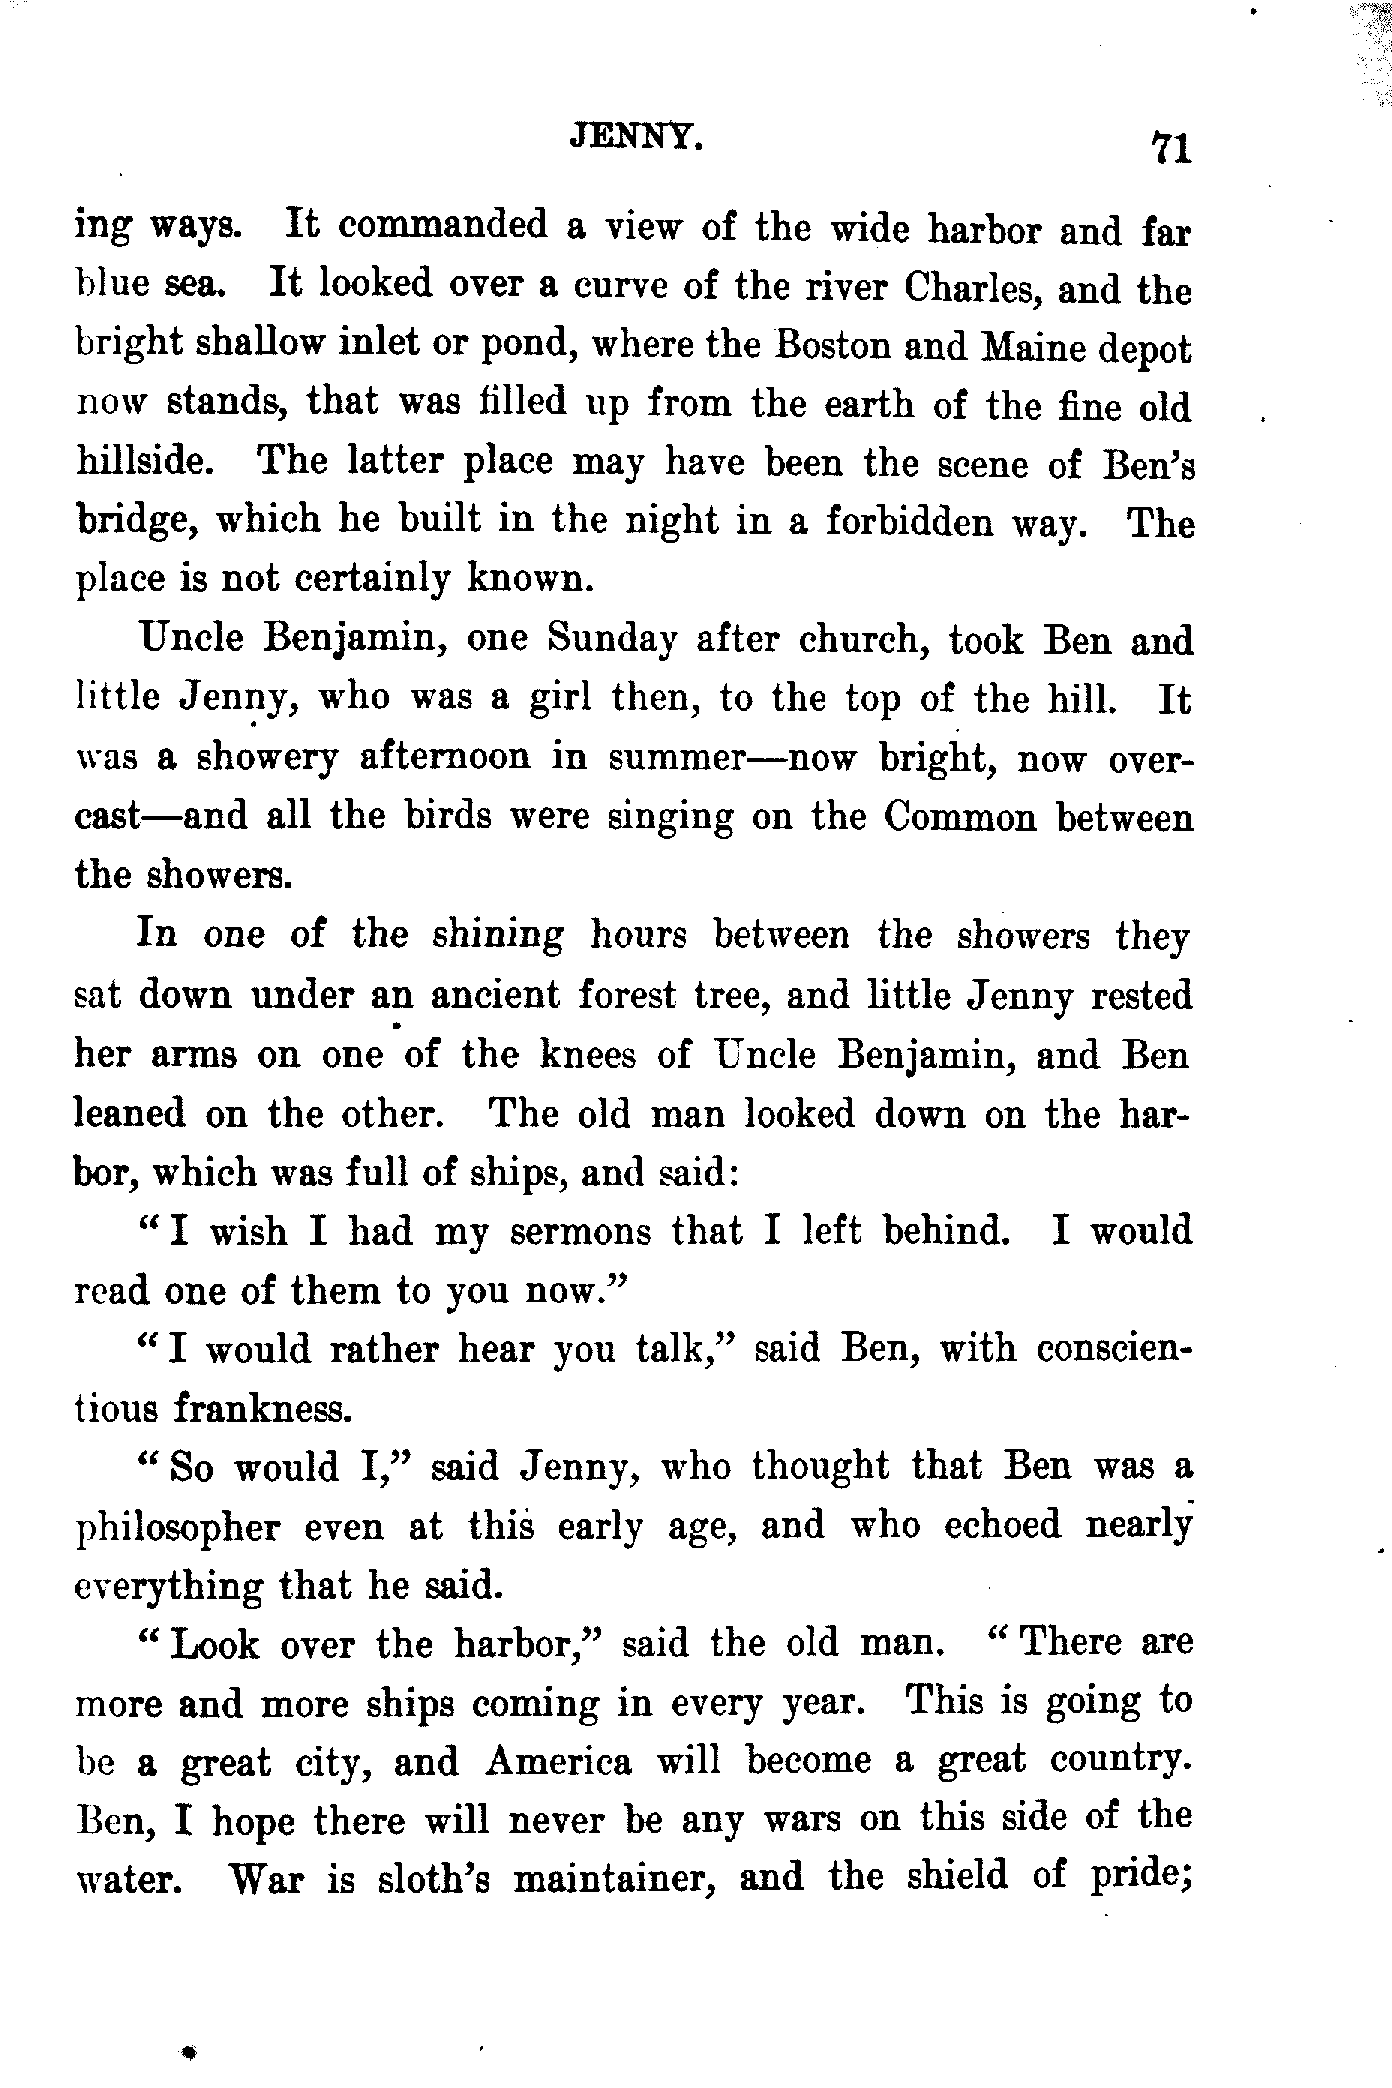 JENNY. 71
ing ways. It commanded a view of the wide harbor and far
blue sea. It looked over a curve of the river Charles, and the
bright shallow inlet or pond, where the Boston and Maine depot
now stands, that was filled up from the earth of the fine old
hillside. The latter place may have been the scene of Ben's
bridge, which he built in the night in a forbidden way. The
place is not certainly known.
Uncle Benjamin, one Sunday after church, took Ben and
little Jenny, who was a girl then, to the top of the hill. It
was a showery afternoon in summer—now bright, now over-
cast—and all the birds were singing on the Common between
the showers.
In one of the shining hours between the showers they
sat down under an ancient forest tree, and little Jenny rested
her arms on one of the knees of Uncle Benjamin, and Ben
leaned on the other. The old man looked down on the har-
bor, which was full of ships, and said:
"I wish I had my sermons that I left behind. I would
read one of them to you now."
"I would rather hear you talk," said Ben, with conscien-
tious frankness.
"So would I," said Jenny, who thought that Ben was a
philosopher even at this early age, and who echoed nearly
everything that he said.
"Look over the harbor," said the old man. "There are
more and more ships coming in every year. This is going to
be a great city, and America will become a great country.
Ben, I hope there will never be any wars on this side of the
water. War is sloth's maintainer, and the shield of pride;